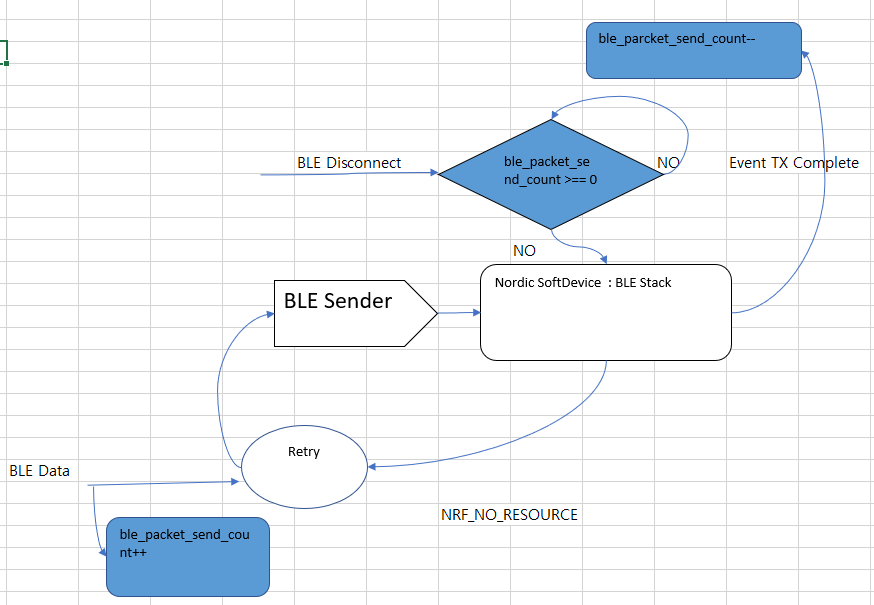 ble_parcket_send_count--
BLE Disconnect
ble_packet_se
nd_count >== 0
NO
Event TX Complete
NO
Nordic SoftDevice : BLE Stack
BLE Sender
Retry
BLE Data
NRF_NO_RESOURCE
ble_packet_send_cou
nt++